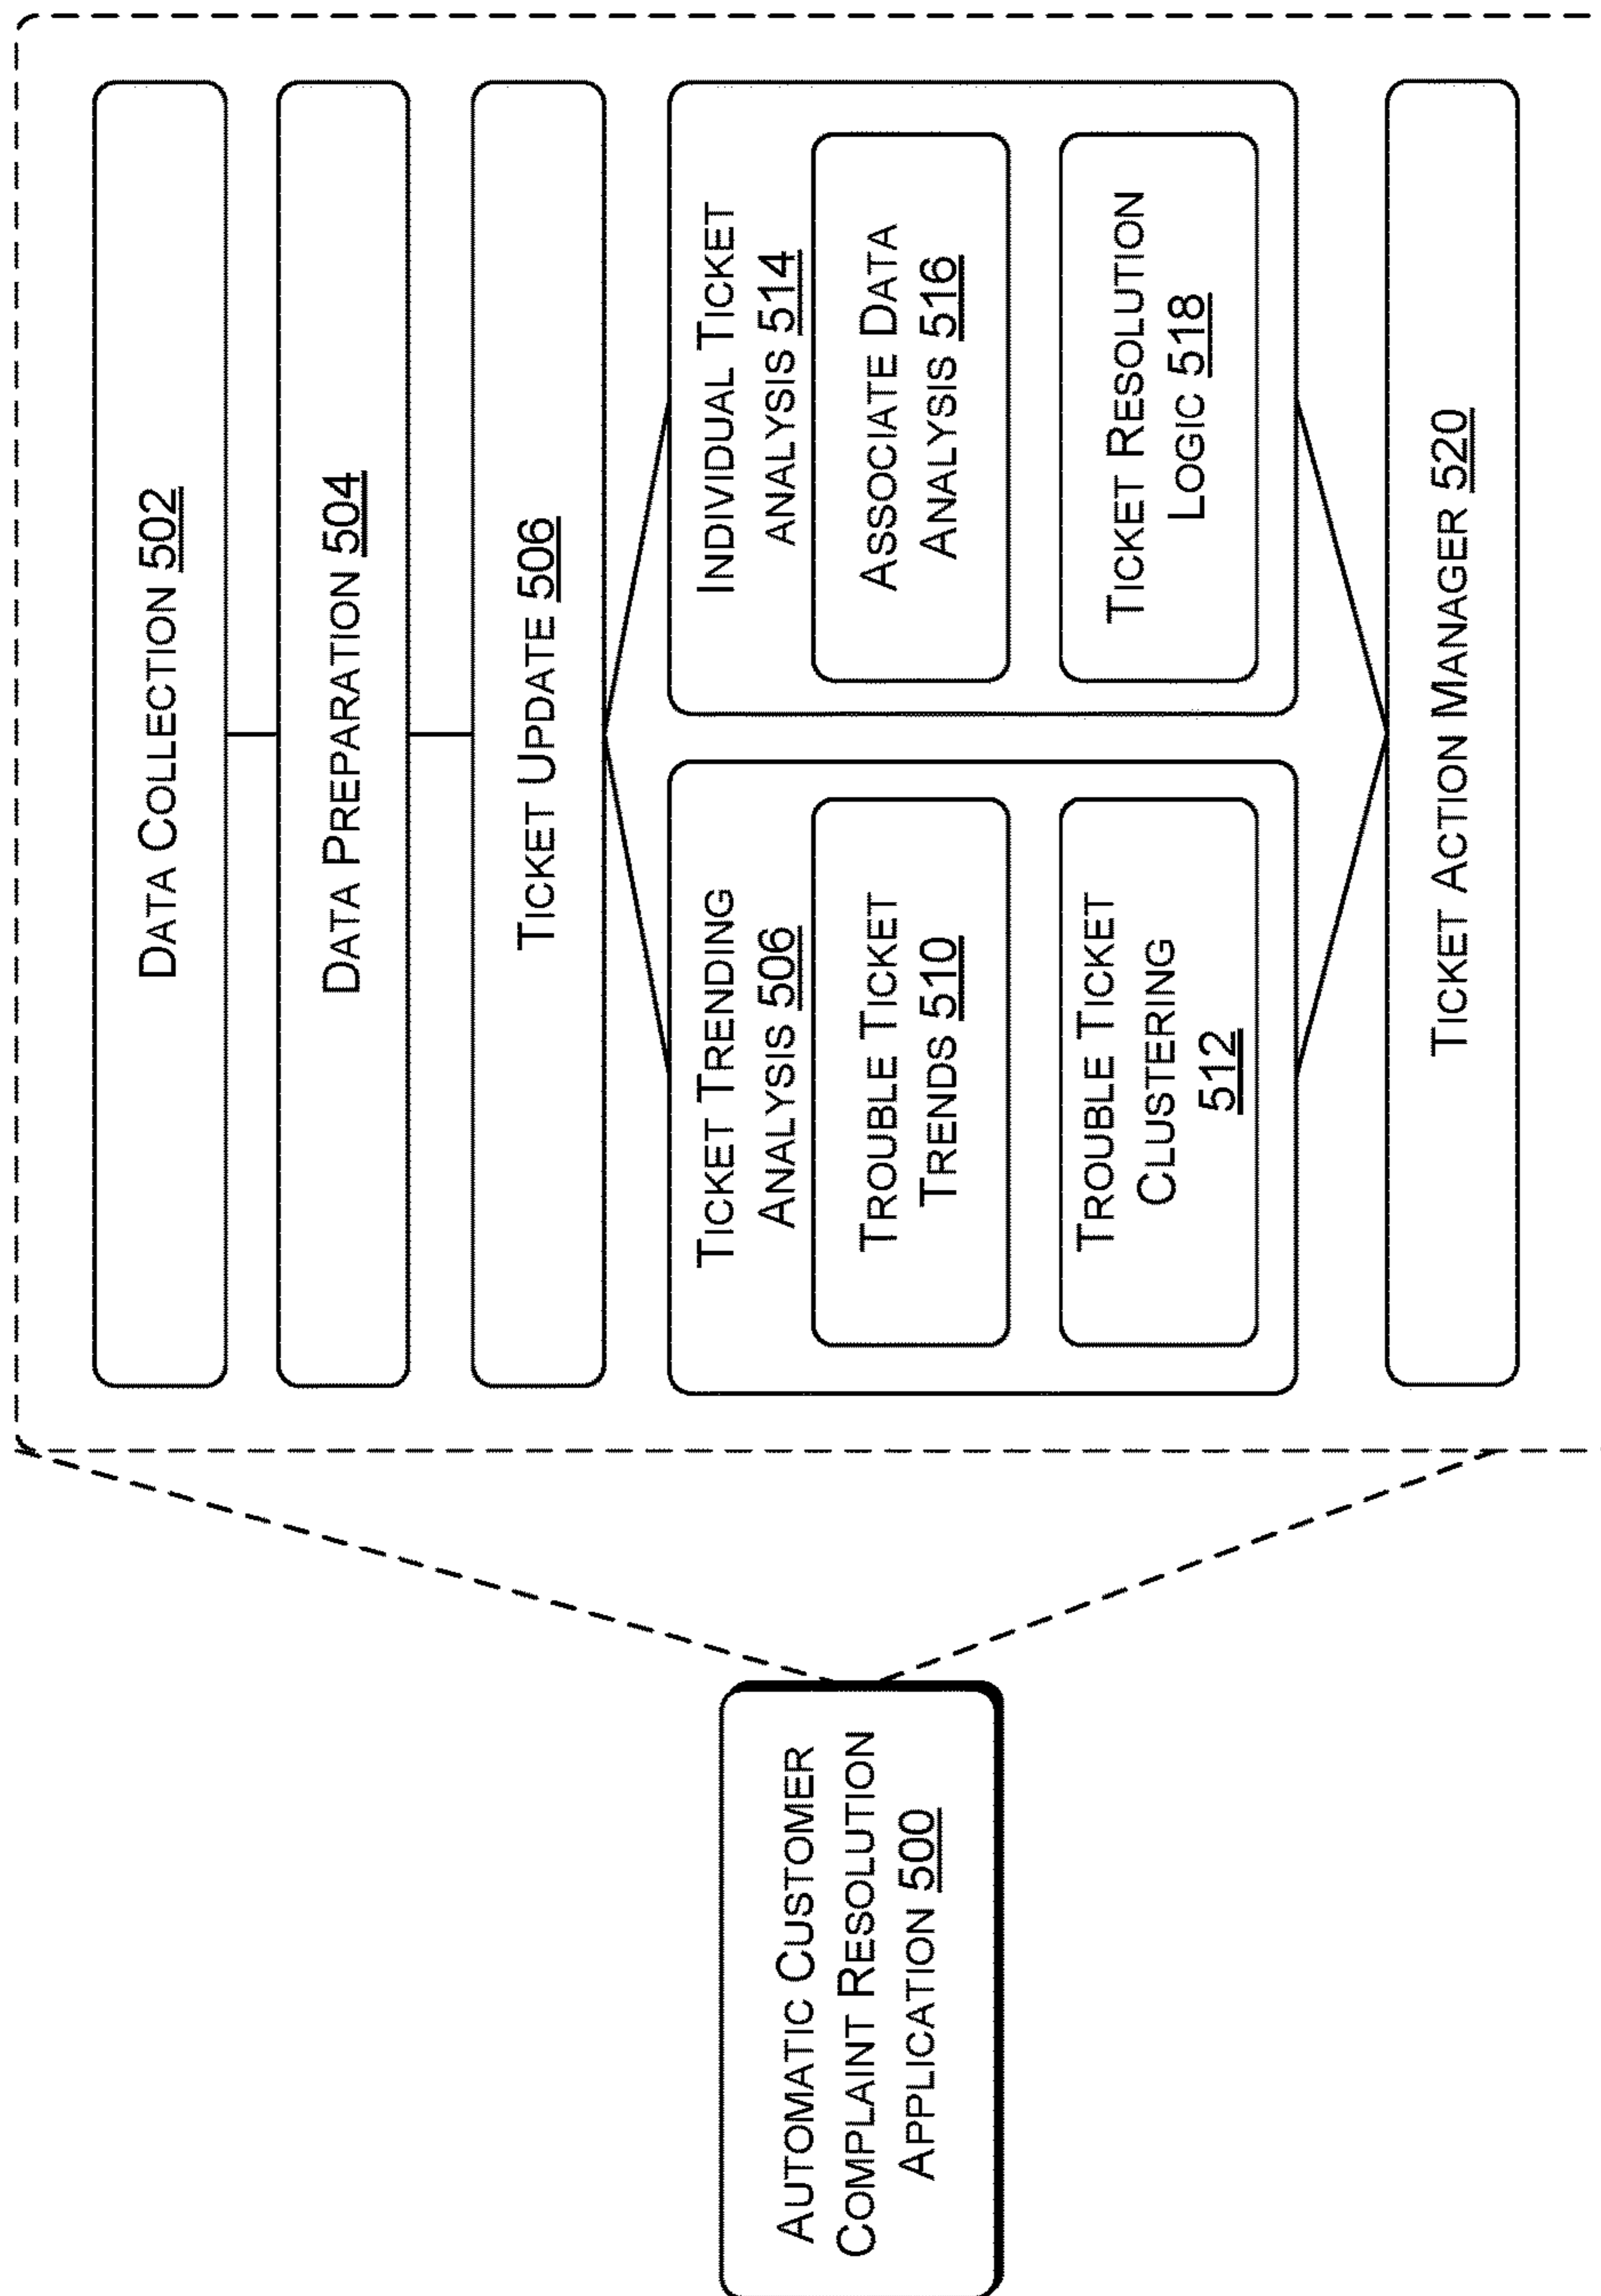 AUTOMATIC CUSTOMER
COMPLAINT RESOLUTION
APPLICATION 500
DATA COLLECTION 502
DATA PREPARATION 504
TICKET UPDATE 506
TICKET TRENDING
ANALYSIS 506
TROUBLE TICKET
TRENDS 510
TROUBLE TICKET
CLUSTERING
512
INDIVIDUAL TICKET
ANALYSIS 514
ASSOCIATE DATA
ANALYSIS 516
TICKET RESOLUTION
LOGIC 518
TICKET ACTION MANAGER 520